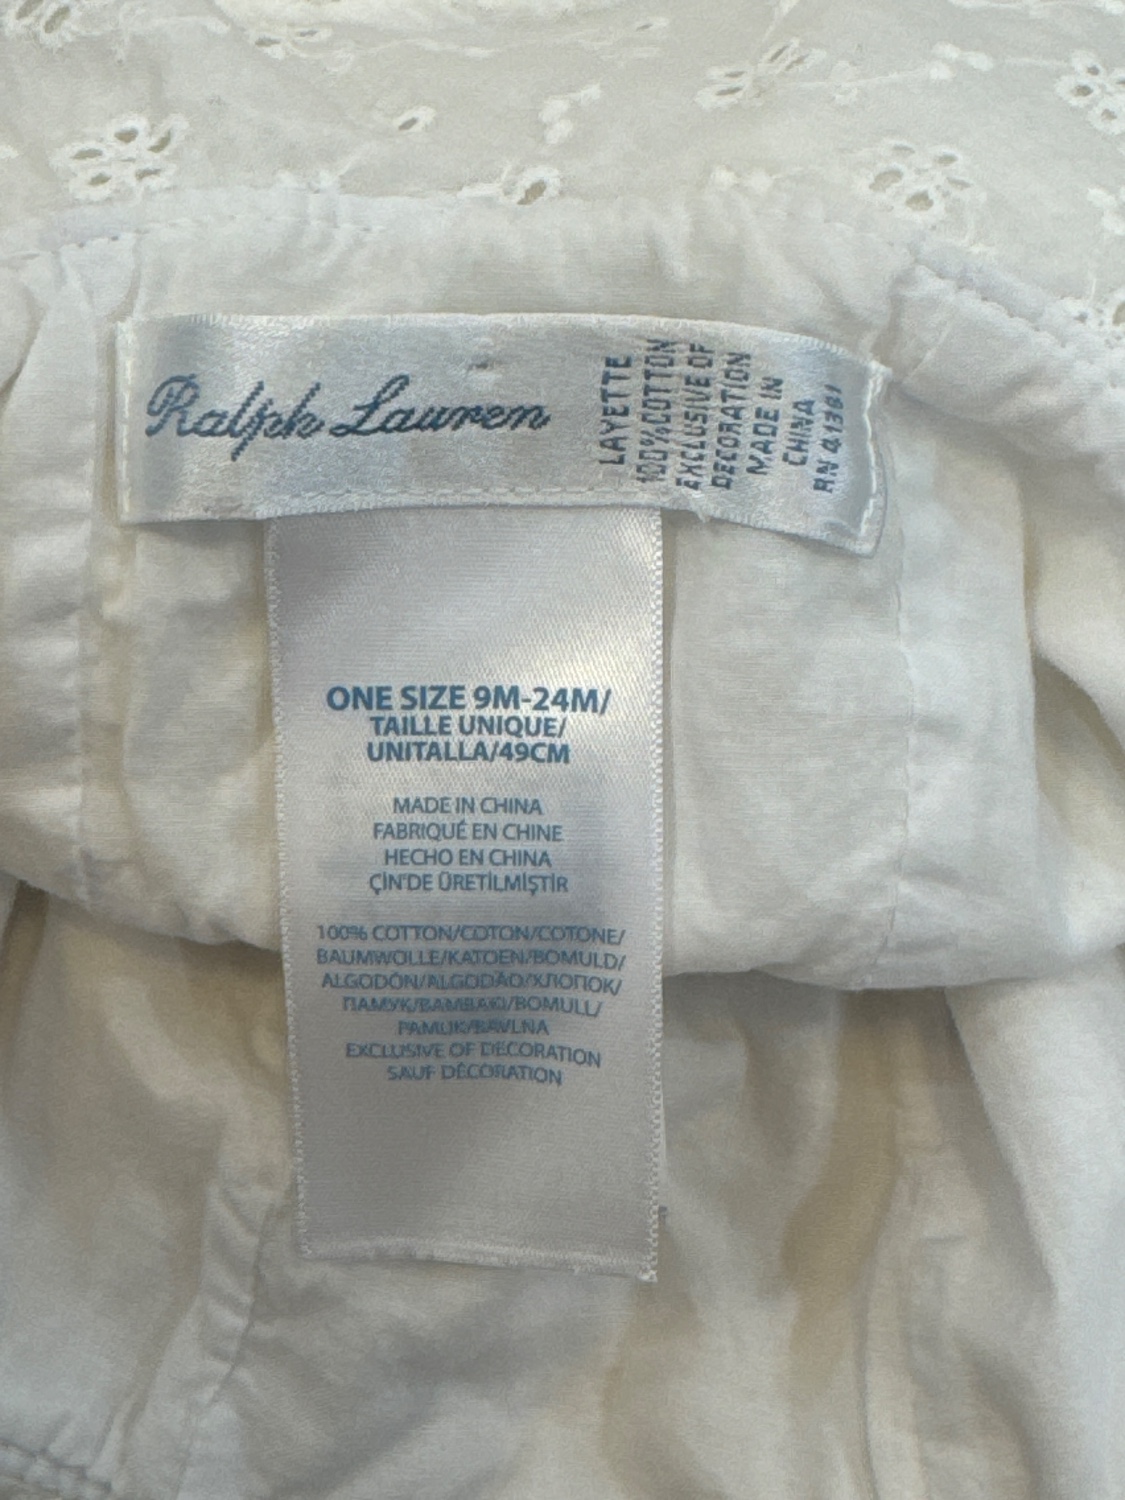 Ralph Lauren
LAYETTE
100% COTTON
EXCLUSIVE OF
DECORATION
MADE IN
CHINA
RN 41381
ONE SIZE 9M-24M/
TAILLE UNIQUE/
UNITALLA/49CM
MADE IN CHINA
FABRIQUÉ EN CHINE
HECHO EN CHINA
ÇİN'DE ÜRETİLMİŞTİR
100% COTTON/COTON/COTONE/
BAUMWOLLE/KATOEN/BOMULD/
ALGODÓN/ALGODÃO/ХЛОПОК/
ПАМУК/ΒΑΜΒΑΚΙ/BOMULL/
PAMUK/BAVLNA
EXCLUSIVE OF DECORATION
SAUF DÉCORATION